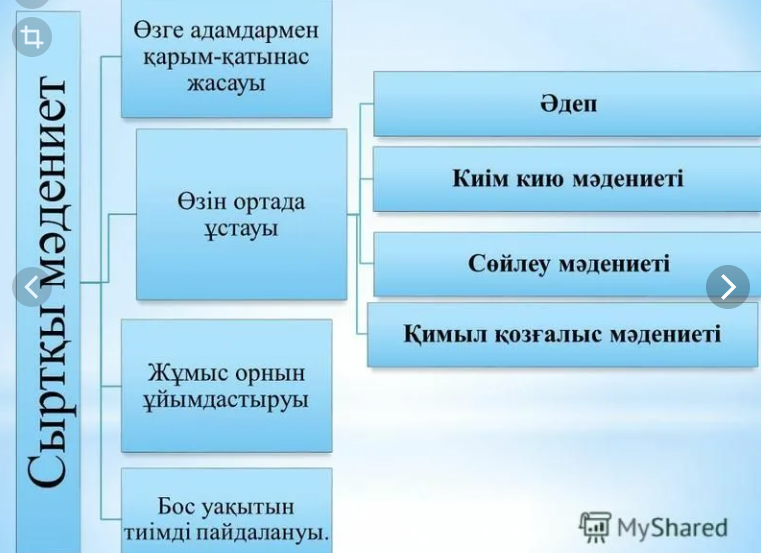 Сыртқы мәдениет
Өзге адамдармен
қарым-қатынас
жасауы
Өзін ортада
ұстауы
Әдеп
Киім кию мәдениеті
Сөйлеу мәдениеті
Қимыл қозғалыс мәдениеті
Жұмыс орнын
ұйымдастыруы
Бос уақытын
тиімді пайдалануы.
MyShared